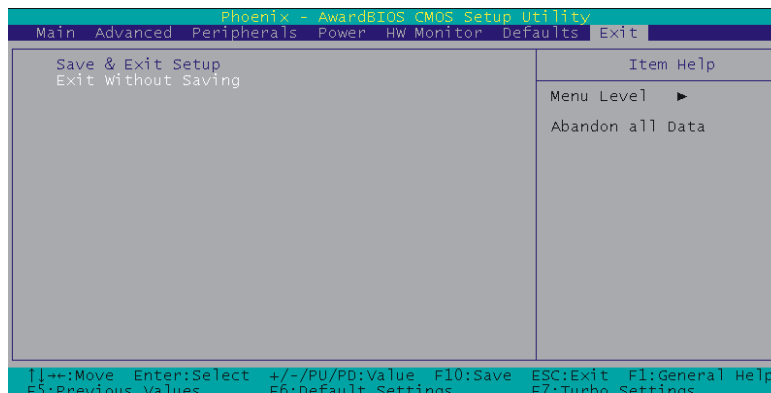 Phoenix - AwardBIOS CMOS Setup Utility
Main Advanced Peripherals Power HW Monitor Defaults Exit
Save & Exit Setup
Exit Without Saving
Item Help
Menu Level ►
Abandon all Data
↑↓→←:Move Enter:Select +/-/PU/PD:Value F10:Save ESC:Exit F1:General Help
F5:Previous Values F6:Default Settings F7:Turbo Settings